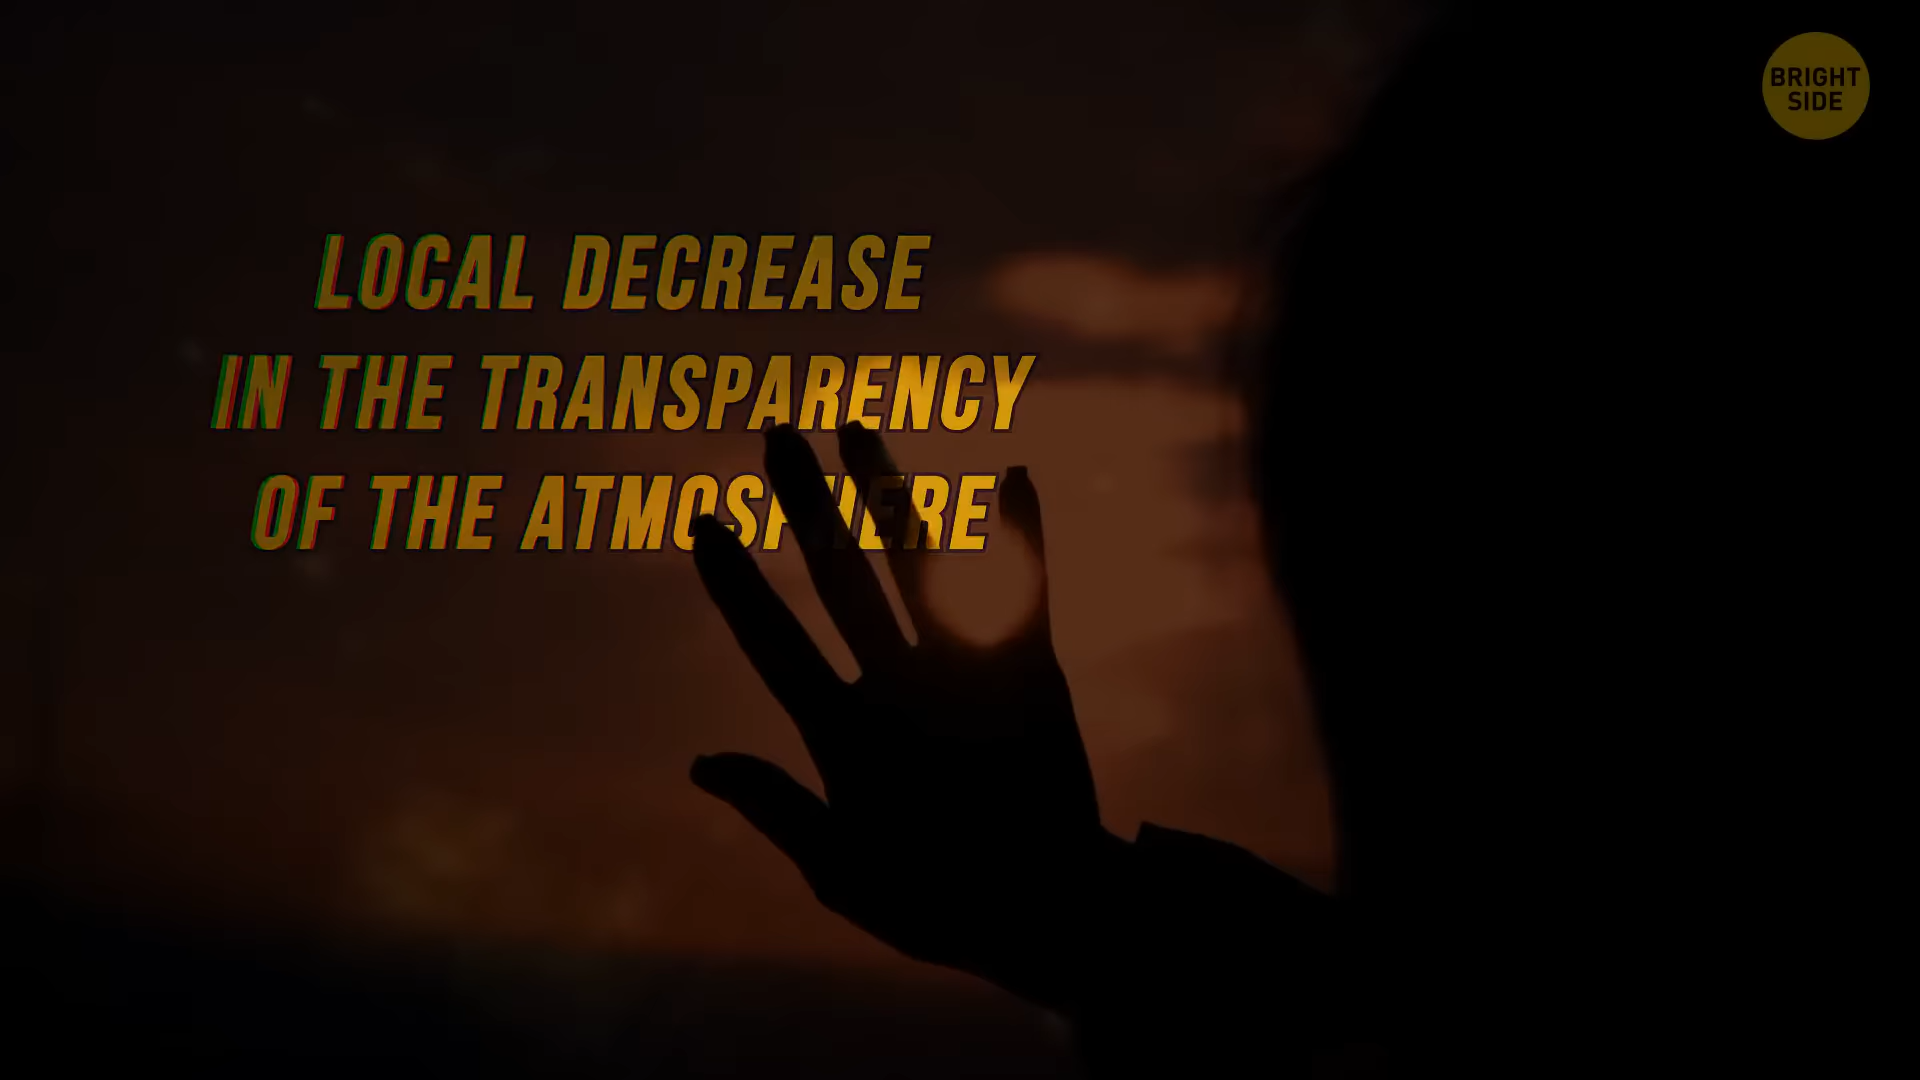 BRIGHT
SIDE
LOCAL DECREASE
IN THE TRANSPARENCY
OF THE ATMOSPHERE